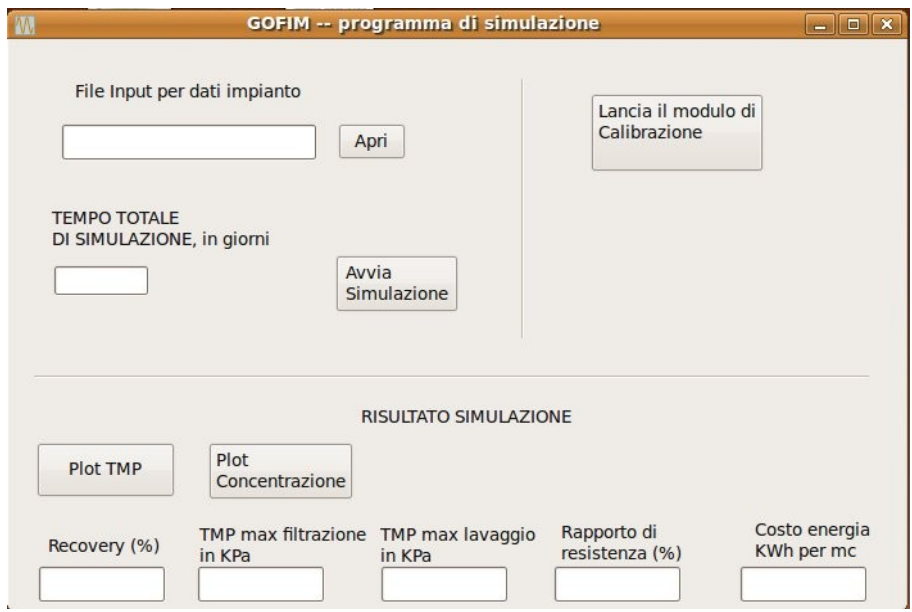 GOFIM -- programma di simulazione
File Input per dati impianto
Apri
Lancia il modulo di
Calibrazione
TEMPO TOTALE
DI SIMULAZIONE, in giorni
Avvia
Simulazione
RISULTATO SIMULAZIONE
Plot TMP
Plot
Concentrazione
Recovery (%)
TMP max filtrazione
in KPa
TMP max lavaggio
in KPa
Rapporto di
resistenza (%)
Costo energia
KWh per mc